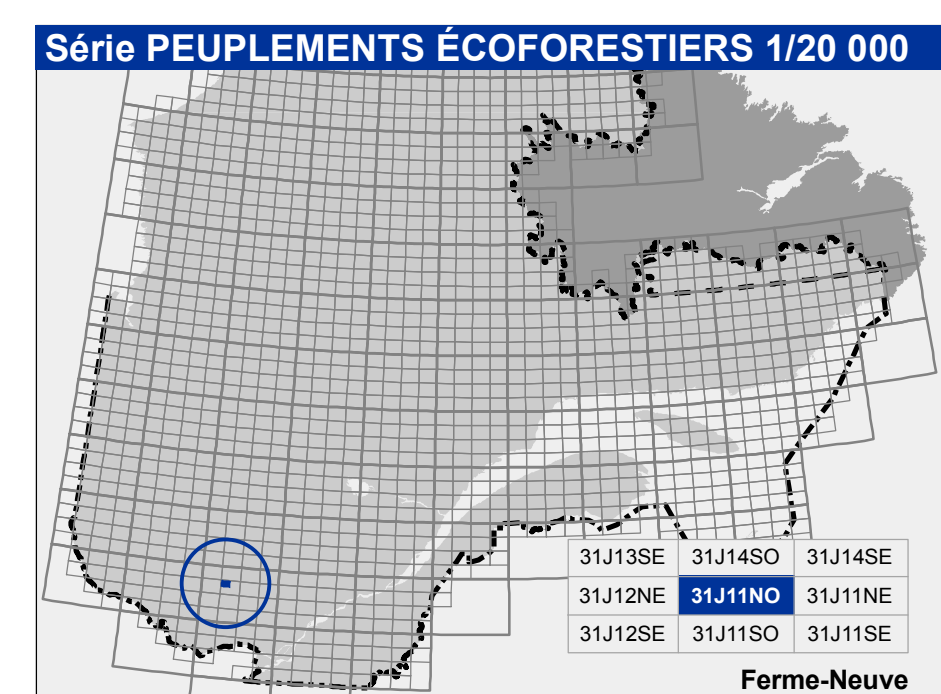 Série PEUPLEMENTS ÉCOFORESTIERS 1/20 000
31J13SE 31J14SO 31J14SE
31J12NE 31J11NO 31J11NE
31J12SE 31J11SO 31J11SE
Ferme-Neuve